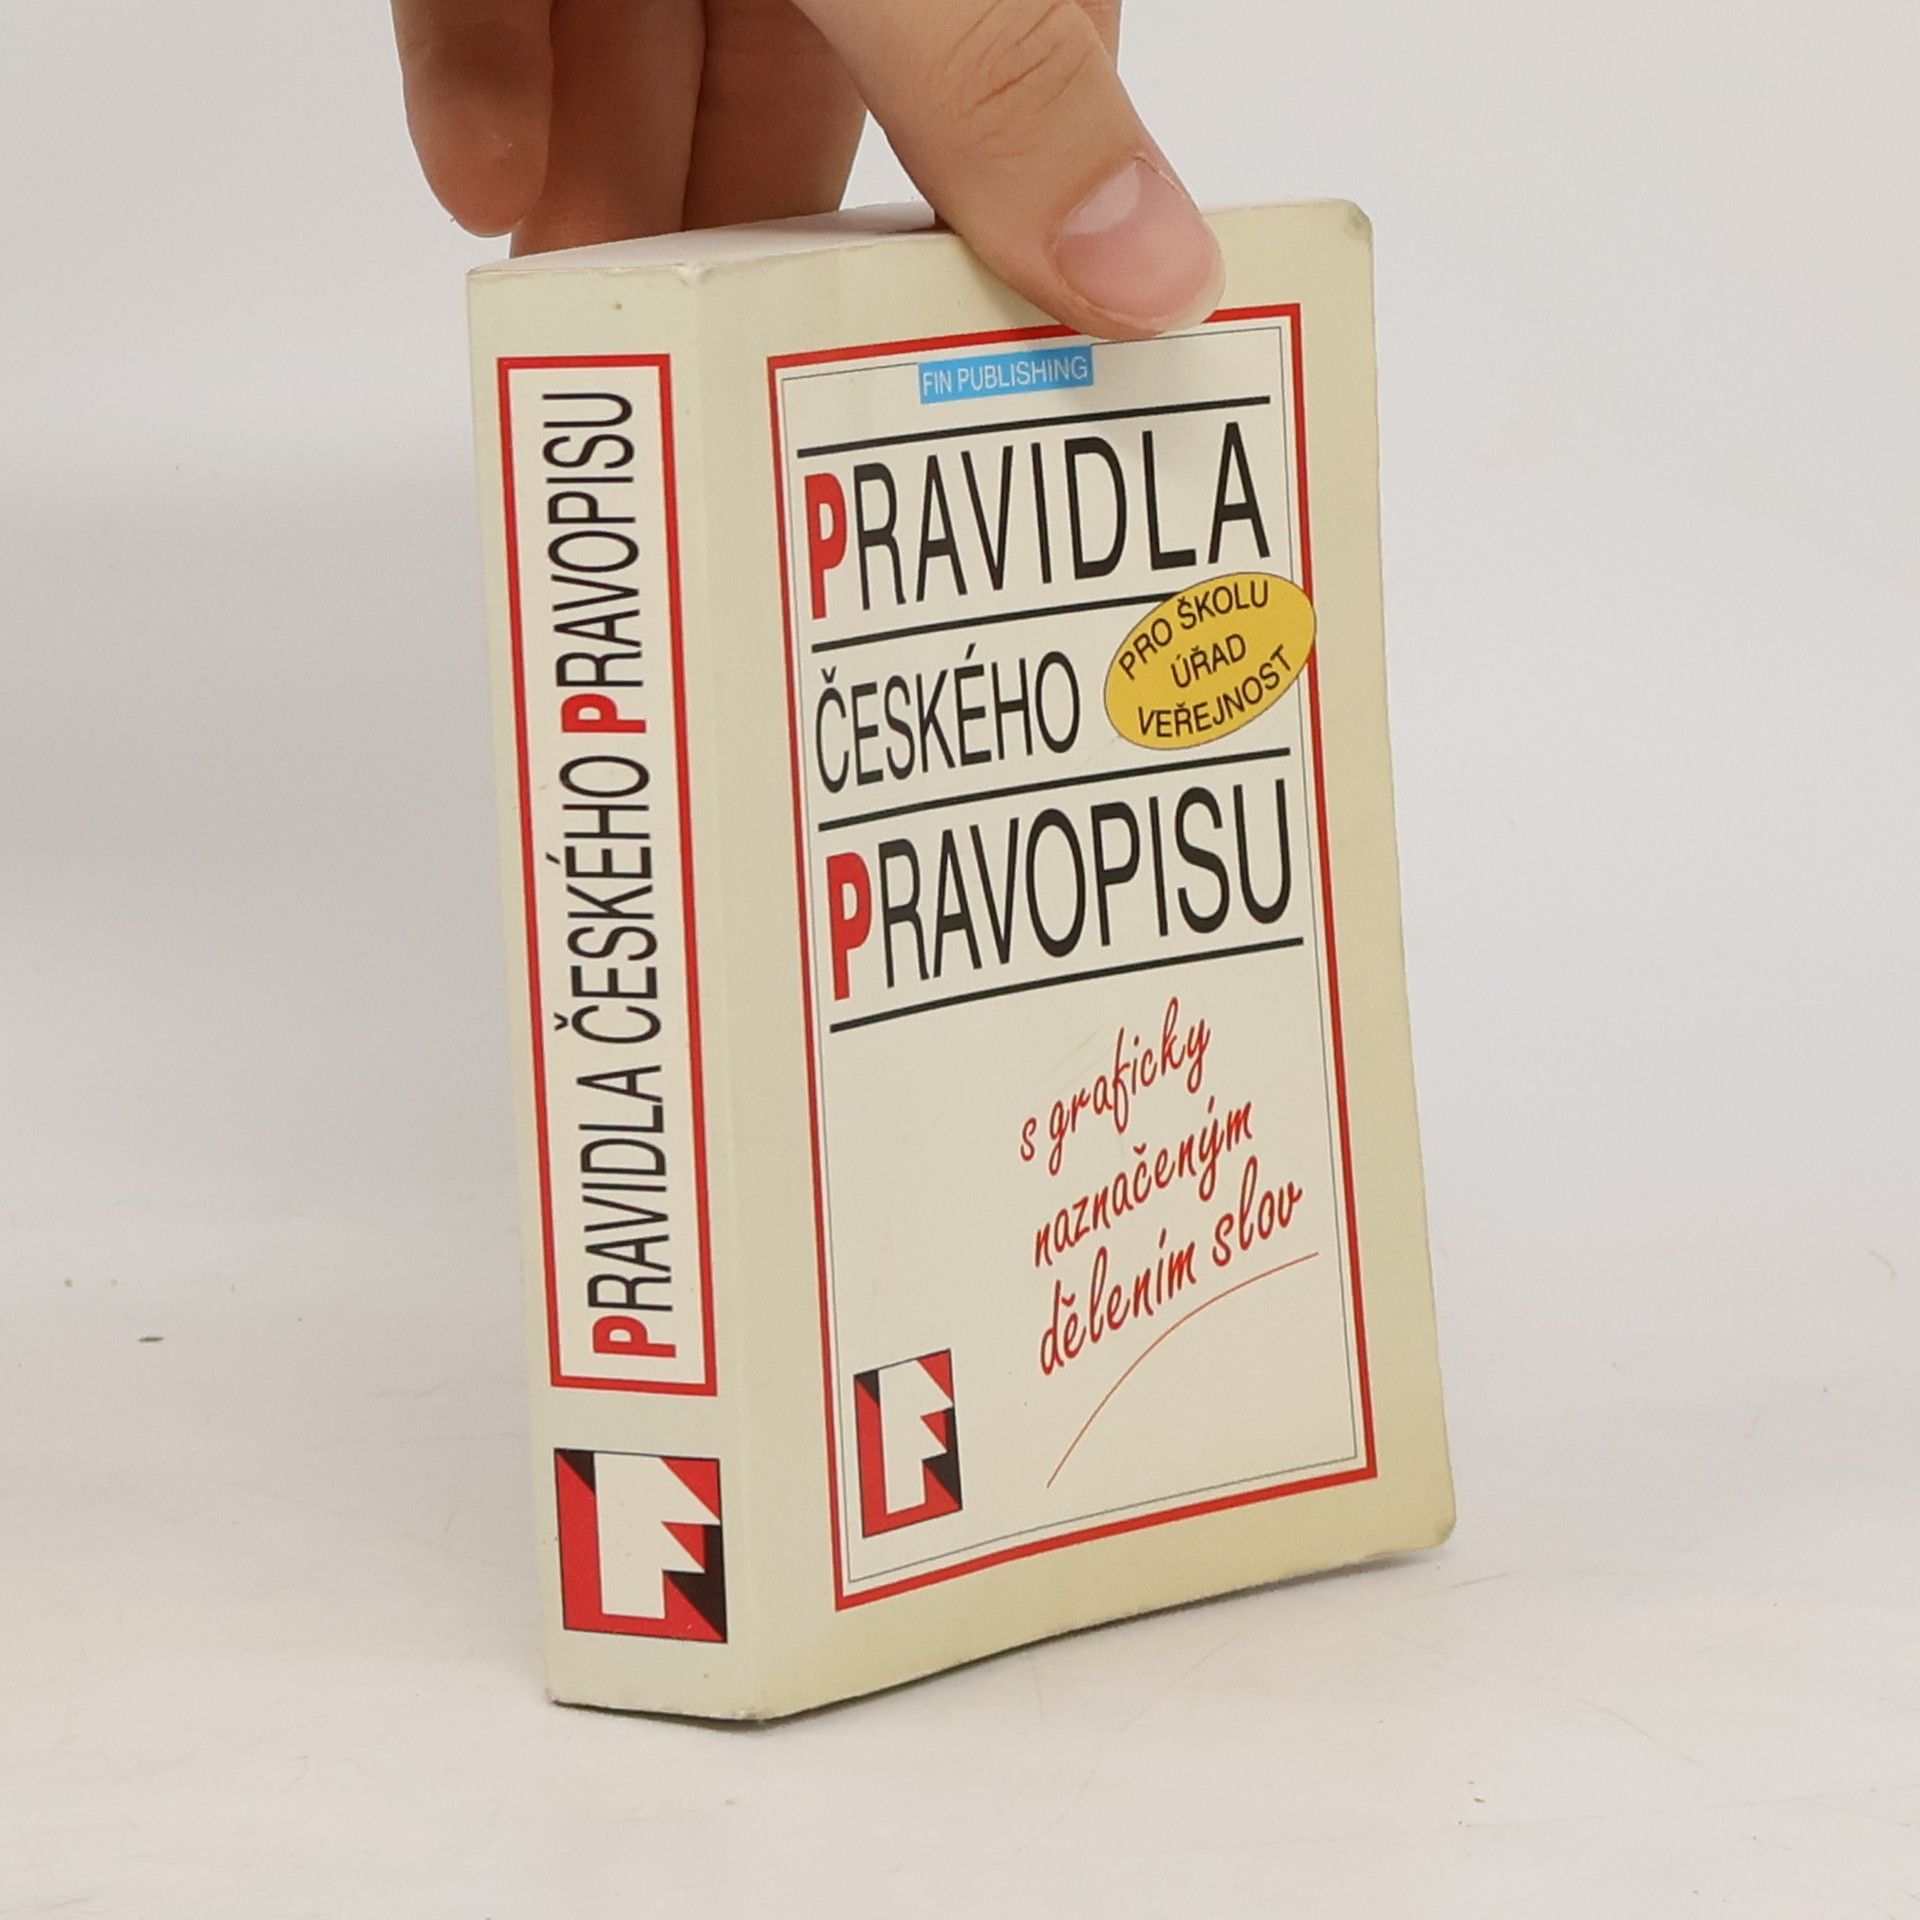 PRAVIDLA ČESKÉHO PRAVOPISU
FIN PUBLISHING
PRAVIDLA
ČESKÉHO
PRO ŠKOLU
ÚŘAD
VEŘEJNOST
PRAVOPISU
s graficky
naznačeným
dělením slov